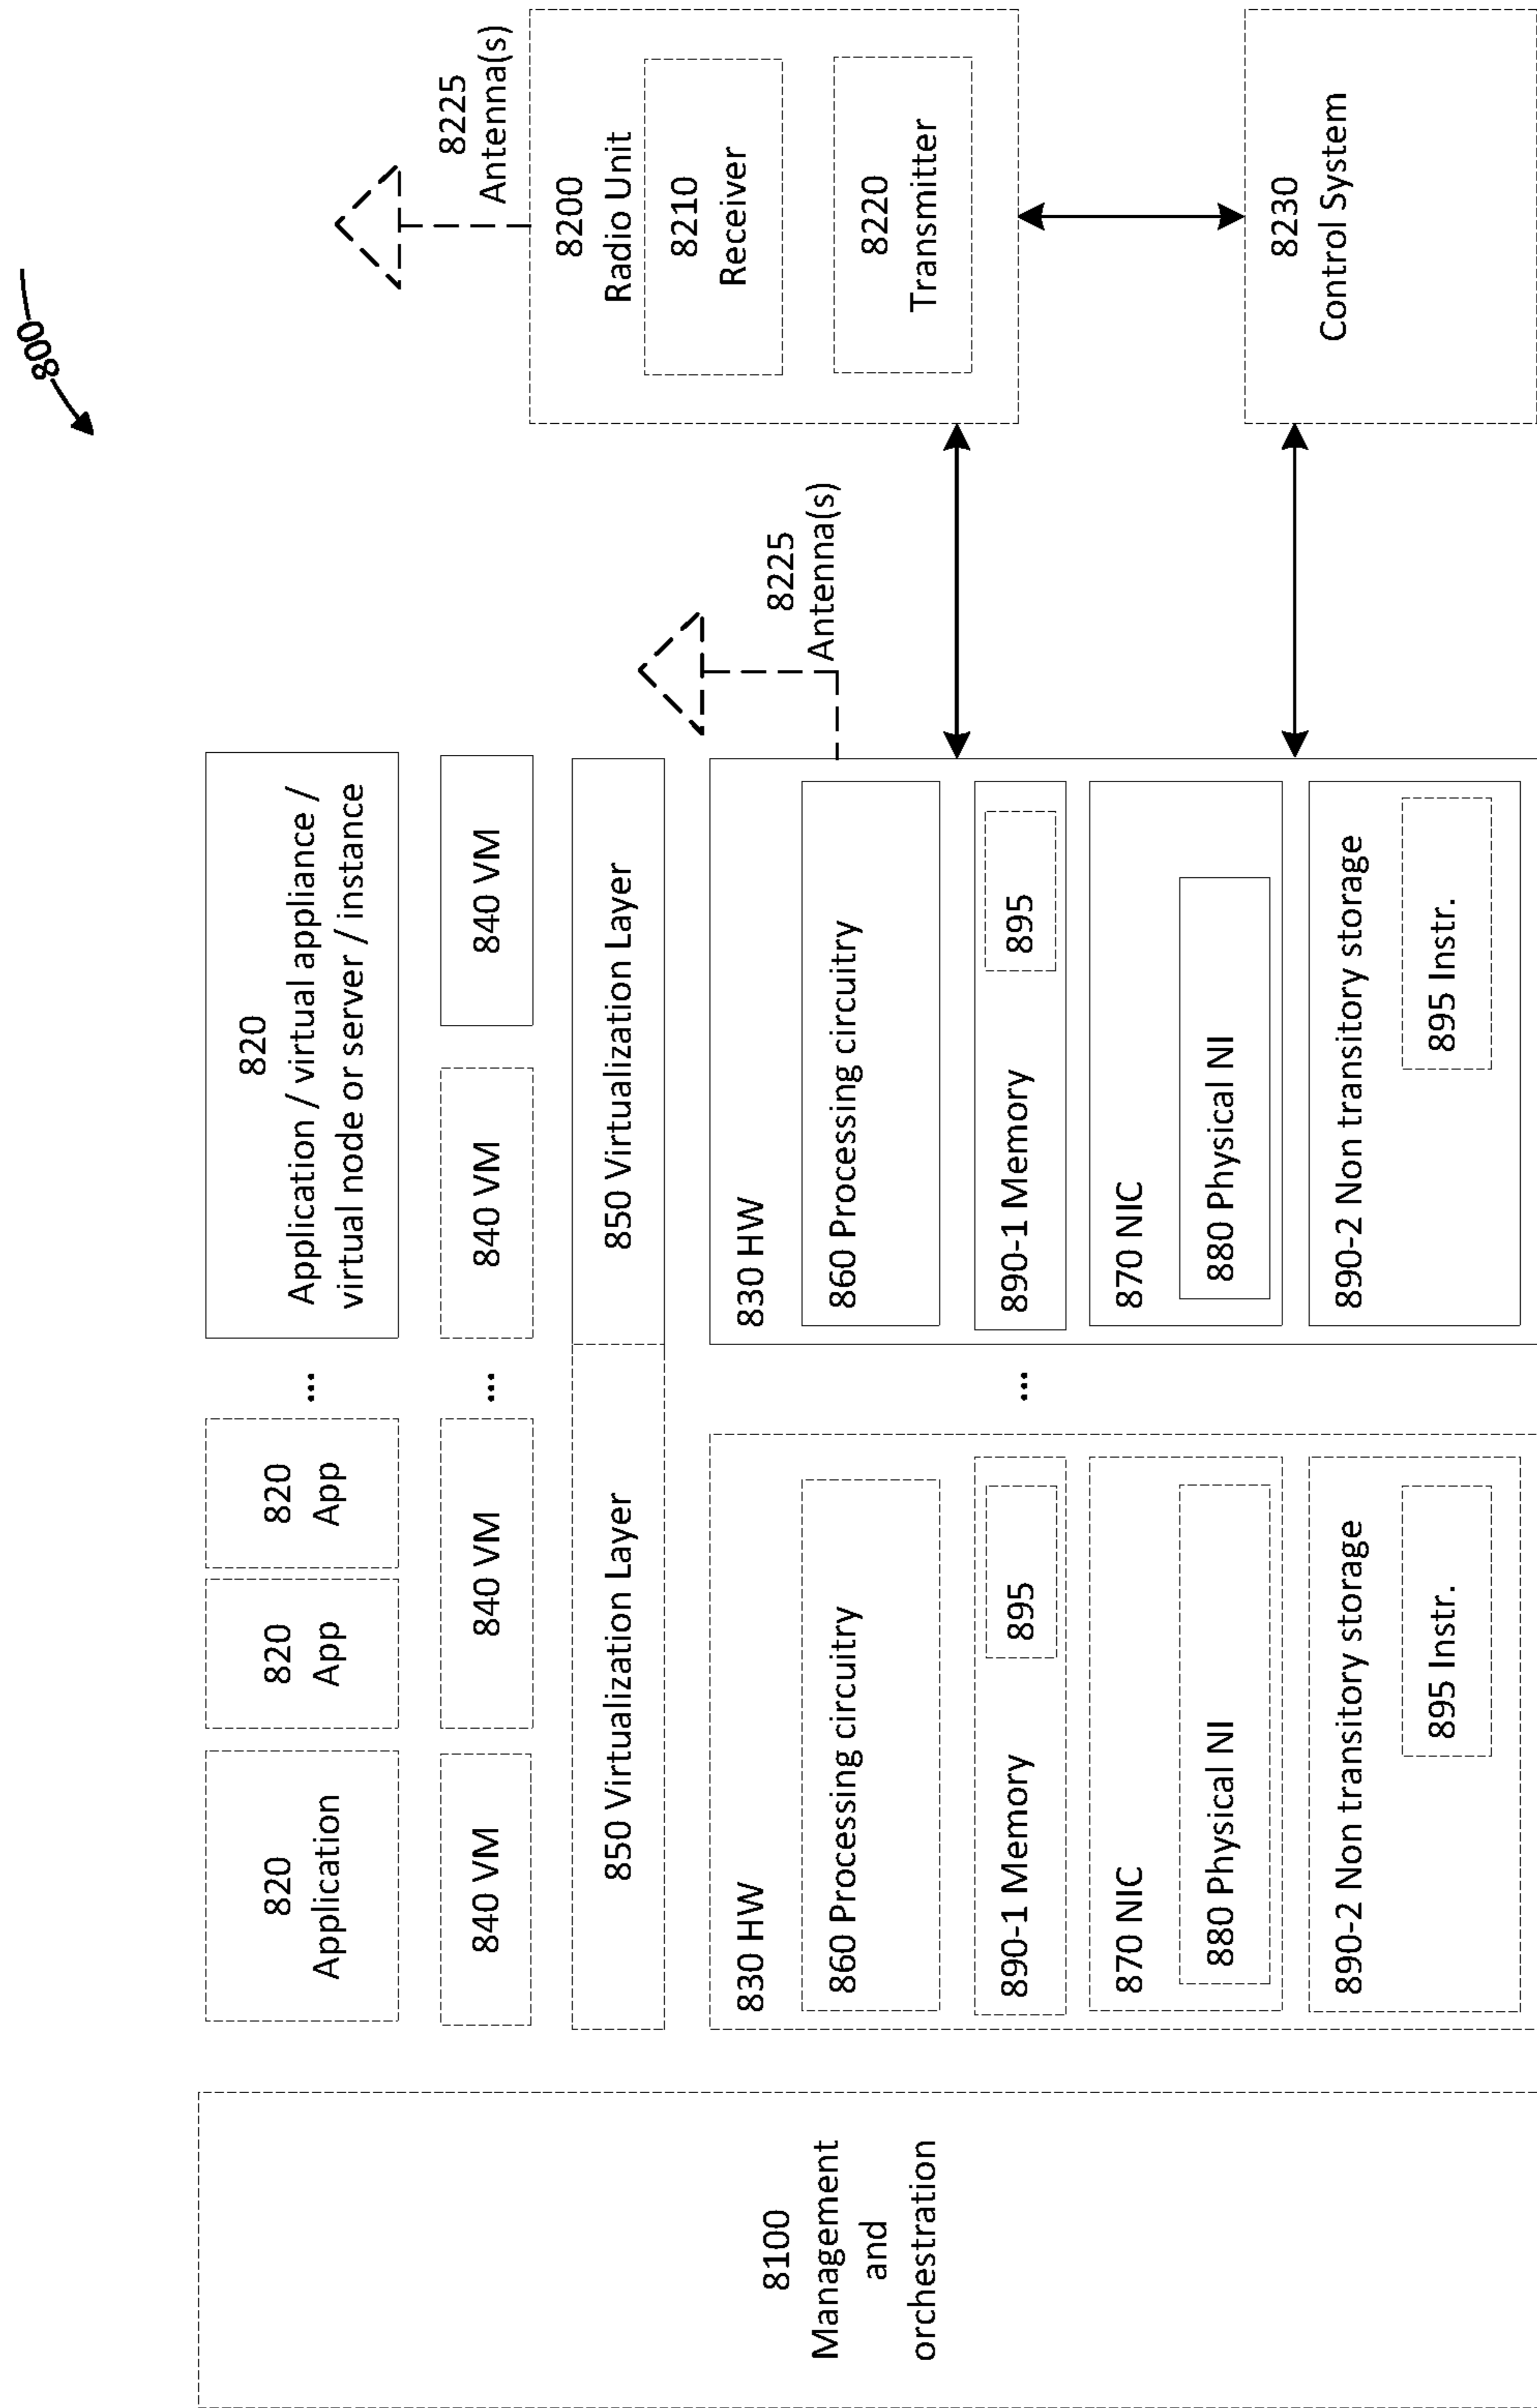 800
8100
Management
and
orchestration
820
Application
820
App
820
App
...
820
Application / virtual appliance /
virtual node or server / instance
840 VM
840 VM
...
840 VM
840 VM
850 Virtualization Layer
850 Virtualization Layer
830 HW
860 Processing circuitry
890-1 Memory
895
870 NIC
880 Physical NI
890-2 Non transitory storage
895 Instr.
...
830 HW
860 Processing circuitry
890-1 Memory
895
870 NIC
880 Physical NI
890-2 Non transitory storage
895 Instr.
8225
Antenna(s)
8225
Antenna(s)
8200
Radio Unit
8210
Receiver
8220
Transmitter
8230
Control System